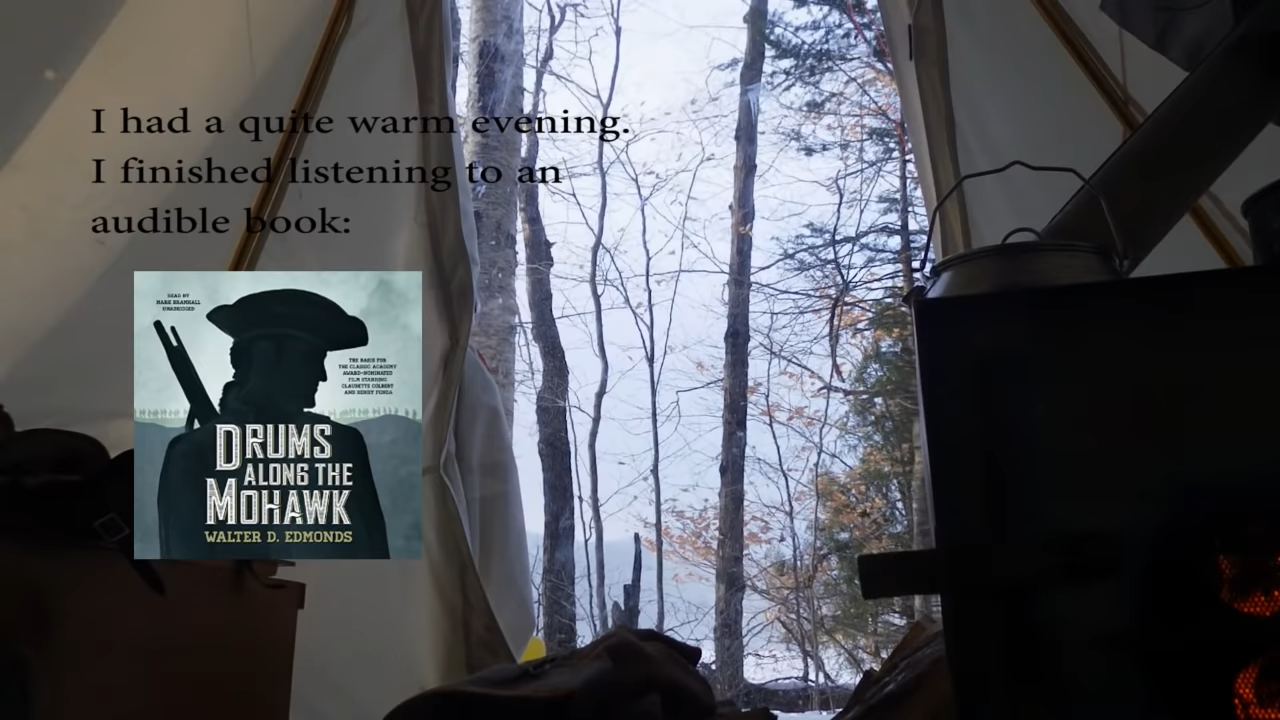 I had a quite warm evening.
I finished listening to an
audible book:
READ BY
MARK BRAMHALL
UNABRIDGED
THE BASIS FOR
THE CLASSIC ACADEMY
AWARD-NOMINATED
FILM STARRING
CLAUDETTE COLBERT
AND HENRY FONDA
DRUMS
ALONG THE
MOHAWK
WALTER D. EDMONDS